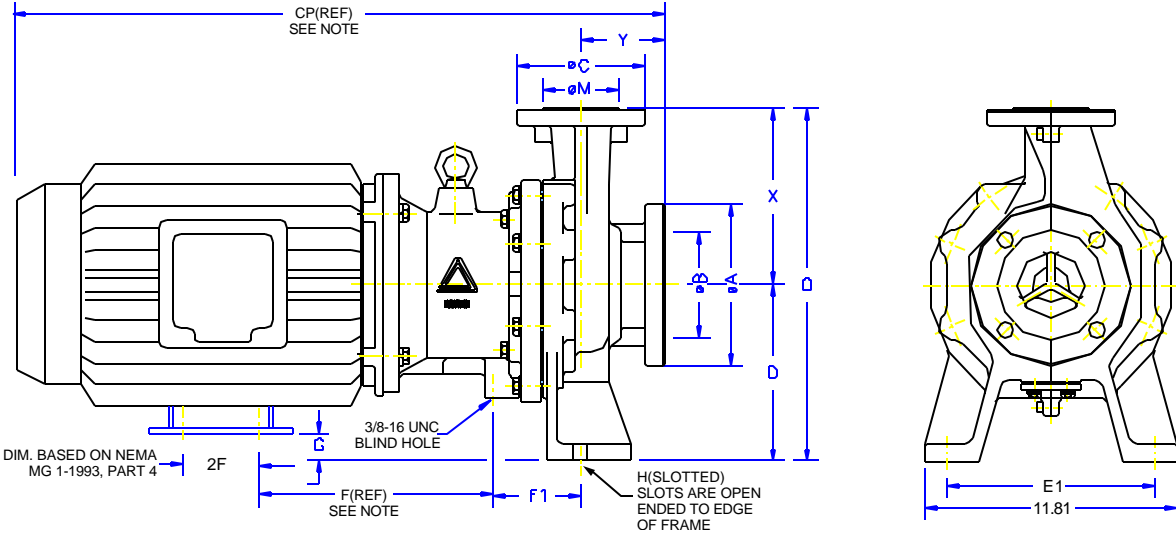 CP(REF)
SEE NOTE
Y
øC
øM
X
O
øB
øA
D
3/8-16 UNC
BLIND HOLE
G
DIM. BASED ON NEMA
MG 1-1993, PART 4
2F
F(REF)
SEE NOTE
F1
H(SLOTTED)
SLOTS ARE OPEN
ENDED TO EDGE
OF FRAME
E1
11.81